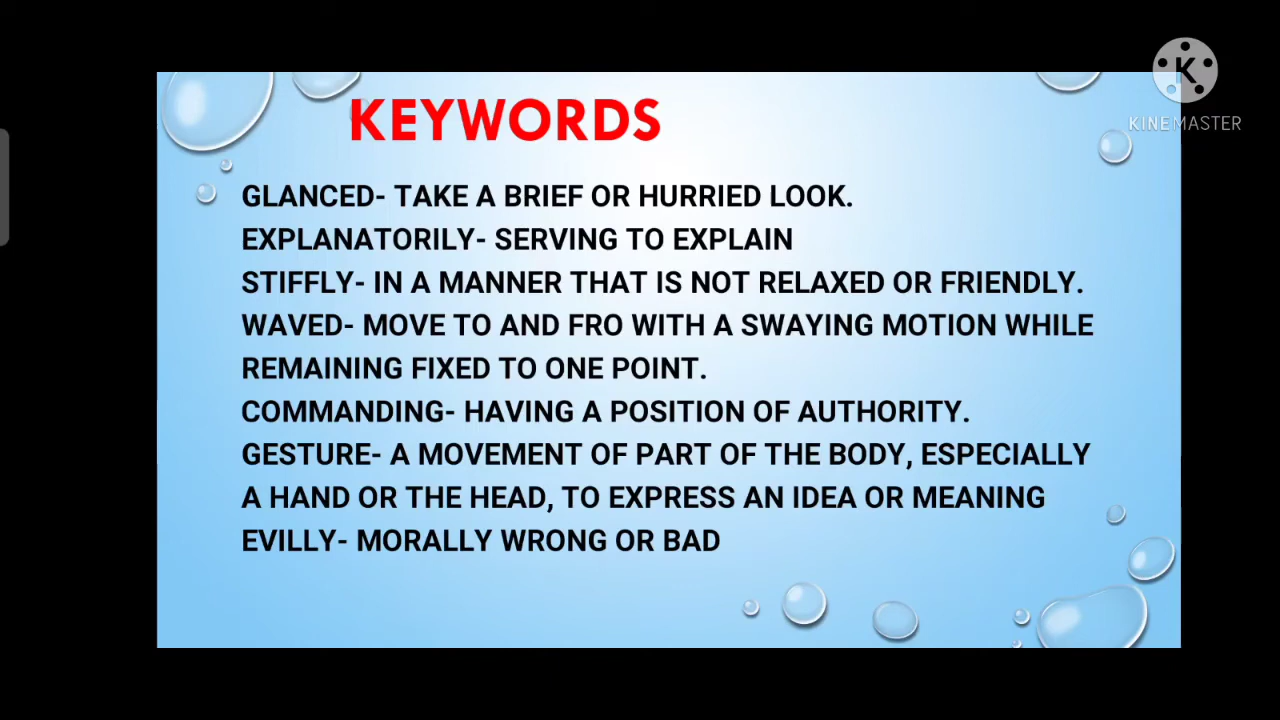 KEYWORDS
GLANCED- TAKE A BRIEF OR HURRIED LOOK.
EXPLANATORILY- SERVING TO EXPLAIN
STIFFLY- IN A MANNER THAT IS NOT RELAXED OR FRIENDLY.
WAVED- MOVE TO AND FRO WITH A SWAYING MOTION WHILE
REMAINING FIXED TO ONE POINT.
COMMANDING- HAVING A POSITION OF AUTHORITY.
GESTURE- A MOVEMENT OF PART OF THE BODY, ESPECIALLY
A HAND OR THE HEAD, TO EXPRESS AN IDEA OR MEANING
EVILLY- MORALLY WRONG OR BAD
K
KINEMASTER